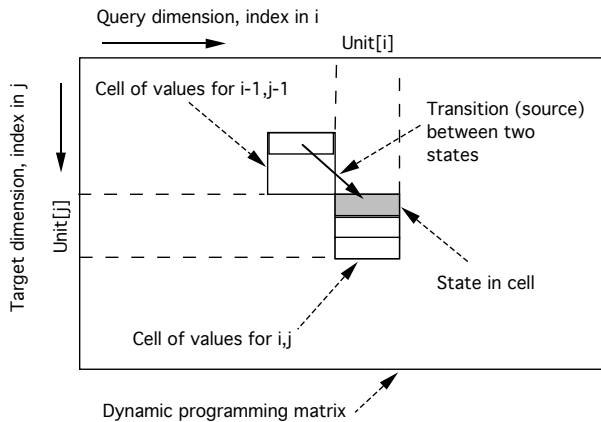 Query dimension, index in i
Unit[i]
Target dimension, index in j
Unit[j]
Cell of values for i-1,j-1
Transition (source)
between two
states
State in cell
Cell of values for i,j
Dynamic programming matrix